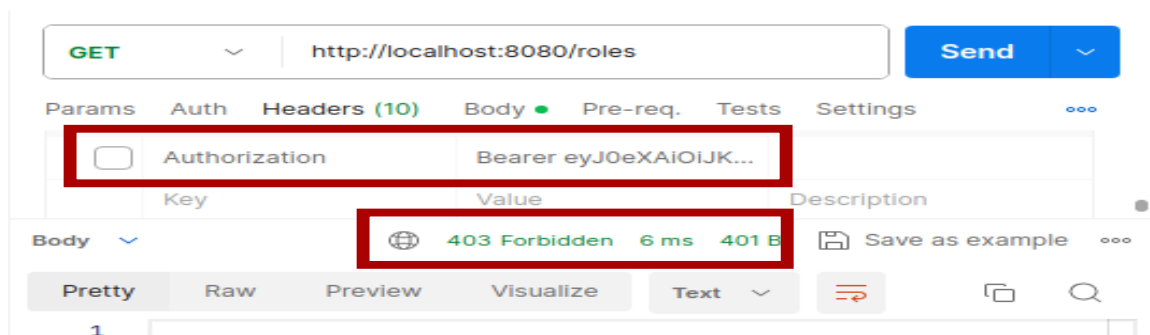 GET http://localhost:8080/roles Send
Params Auth Headers (10) Body Pre-req. Tests Settings
Authorization Bearer eyJ0eXAiOiJK...
Key Value Description
Body 403 Forbidden 6 ms 401 B Save as example
Pretty Raw Preview Visualize Text
1